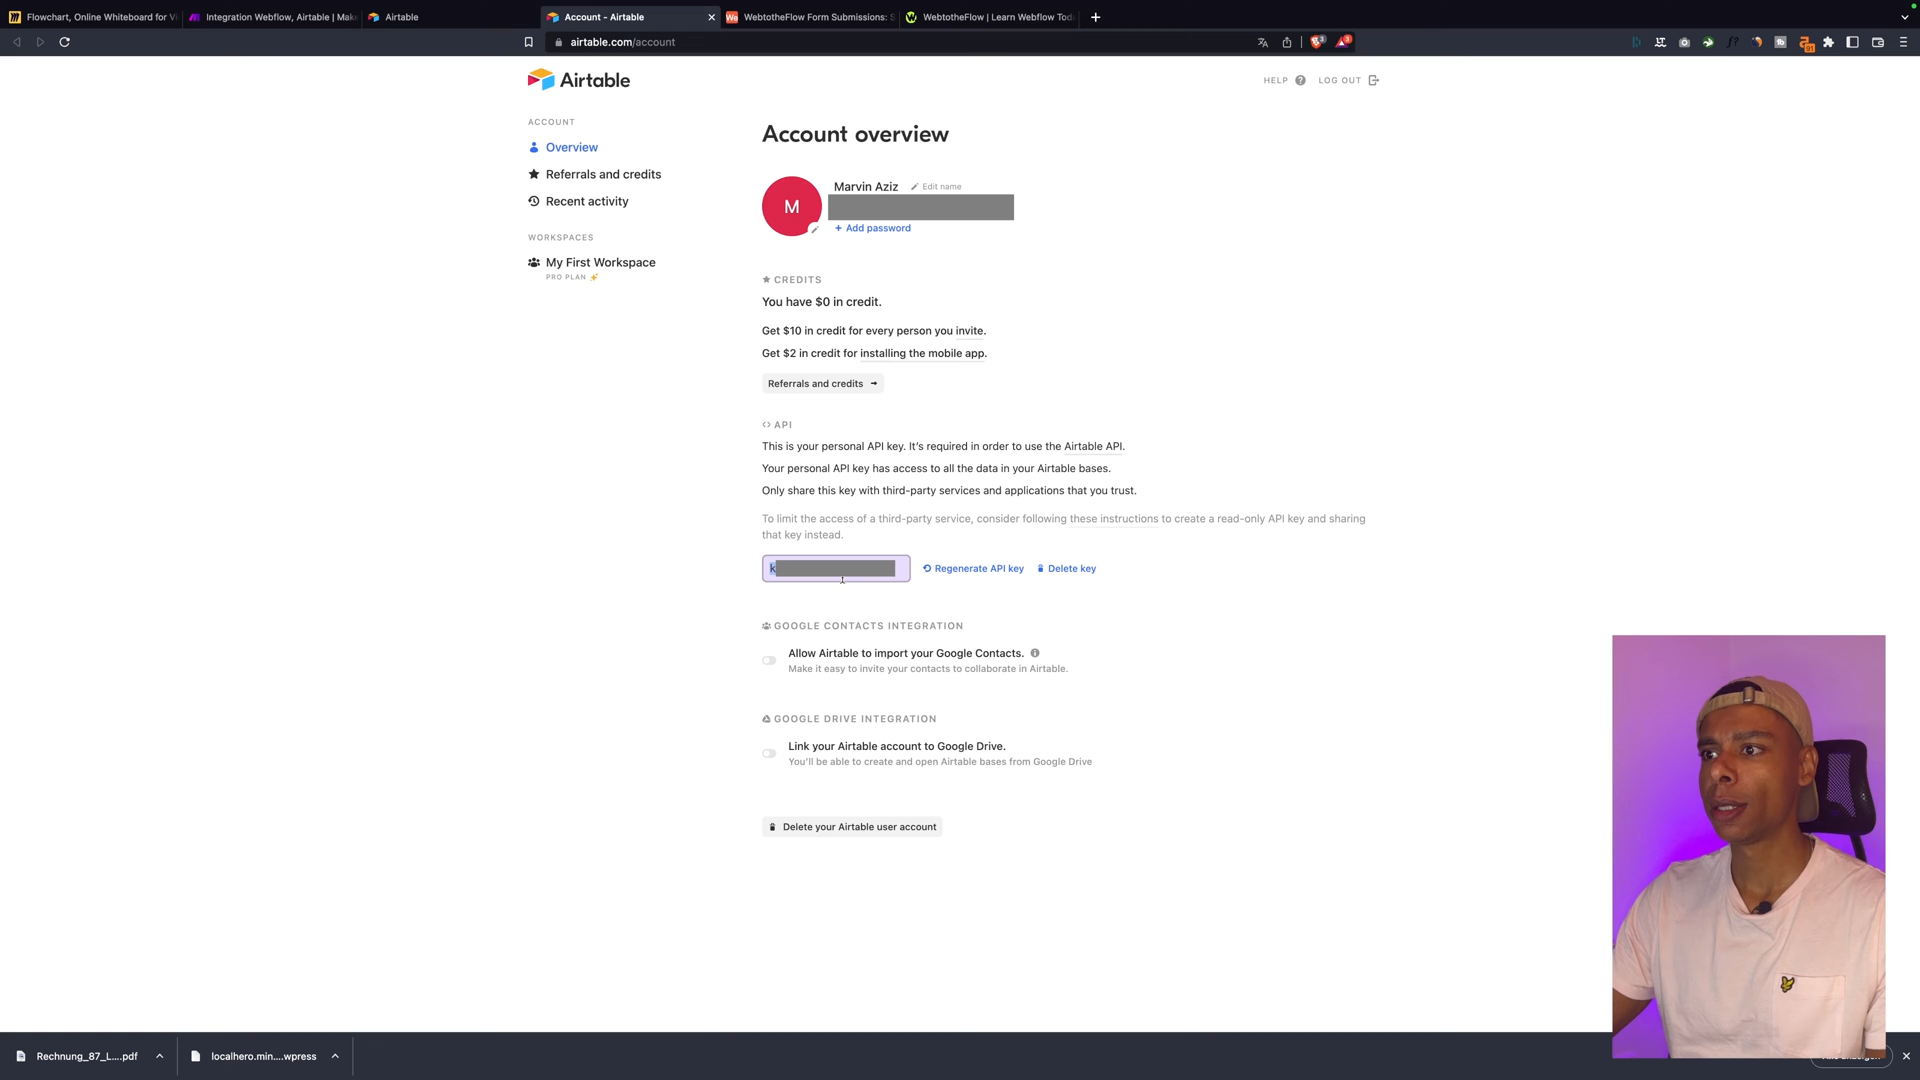 Flowchart, Online Whiteboard for Vi
Integration Webflow, Airtable | Mak
Airtable
Account - Airtable
WebtotheFlow Form Submissions: S
WebtotheFlow | Learn Webflow Tod
airtable.com/account
3
3
91
Airtable
HELP
LOG OUT
ACCOUNT
Overview
Referrals and credits
Recent activity
WORKSPACES
My First Workspace
PRO PLAN
Account overview
M
Marvin Aziz
Edit name
+ Add password
CREDITS
You have $0 in credit.
Get $10 in credit for every person you invite.
Get $2 in credit for installing the mobile app.
Referrals and credits
API
This is your personal API key. It's required in order to use the Airtable API.
Your personal API key has access to all the data in your Airtable bases.
Only share this key with third-party services and applications that you trust.
To limit the access of a third-party service, consider following these instructions to create a read-only API key and sharing
that key instead.
k
Regenerate API key
Delete key
GOOGLE CONTACTS INTEGRATION
Allow Airtable to import your Google Contacts.
Make it easy to invite your contacts to collaborate in Airtable.
GOOGLE DRIVE INTEGRATION
Link your Airtable account to Google Drive.
You'll be able to create and open Airtable bases from Google Drive
Delete your Airtable user account
Rechnung_87_L....pdf
localhero.min....wpress